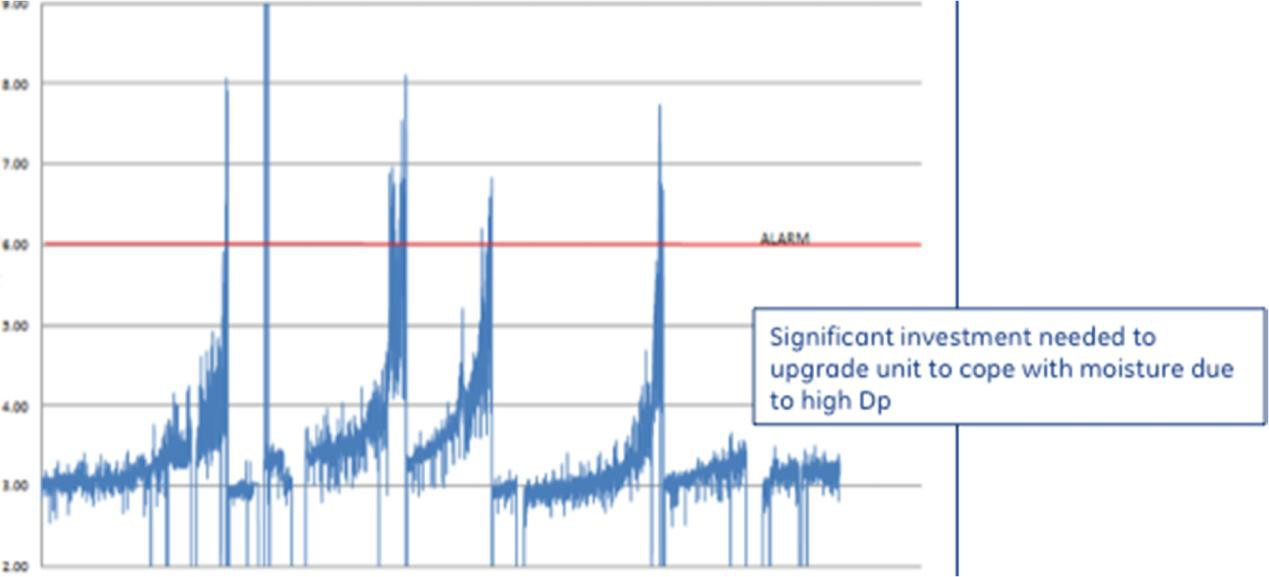 9.00
8.00
7.00
6.00
ALARM
5.00
Significant investment needed to
upgrade unit to cope with moisture due
to high Dp
4.00
3.00
2.00